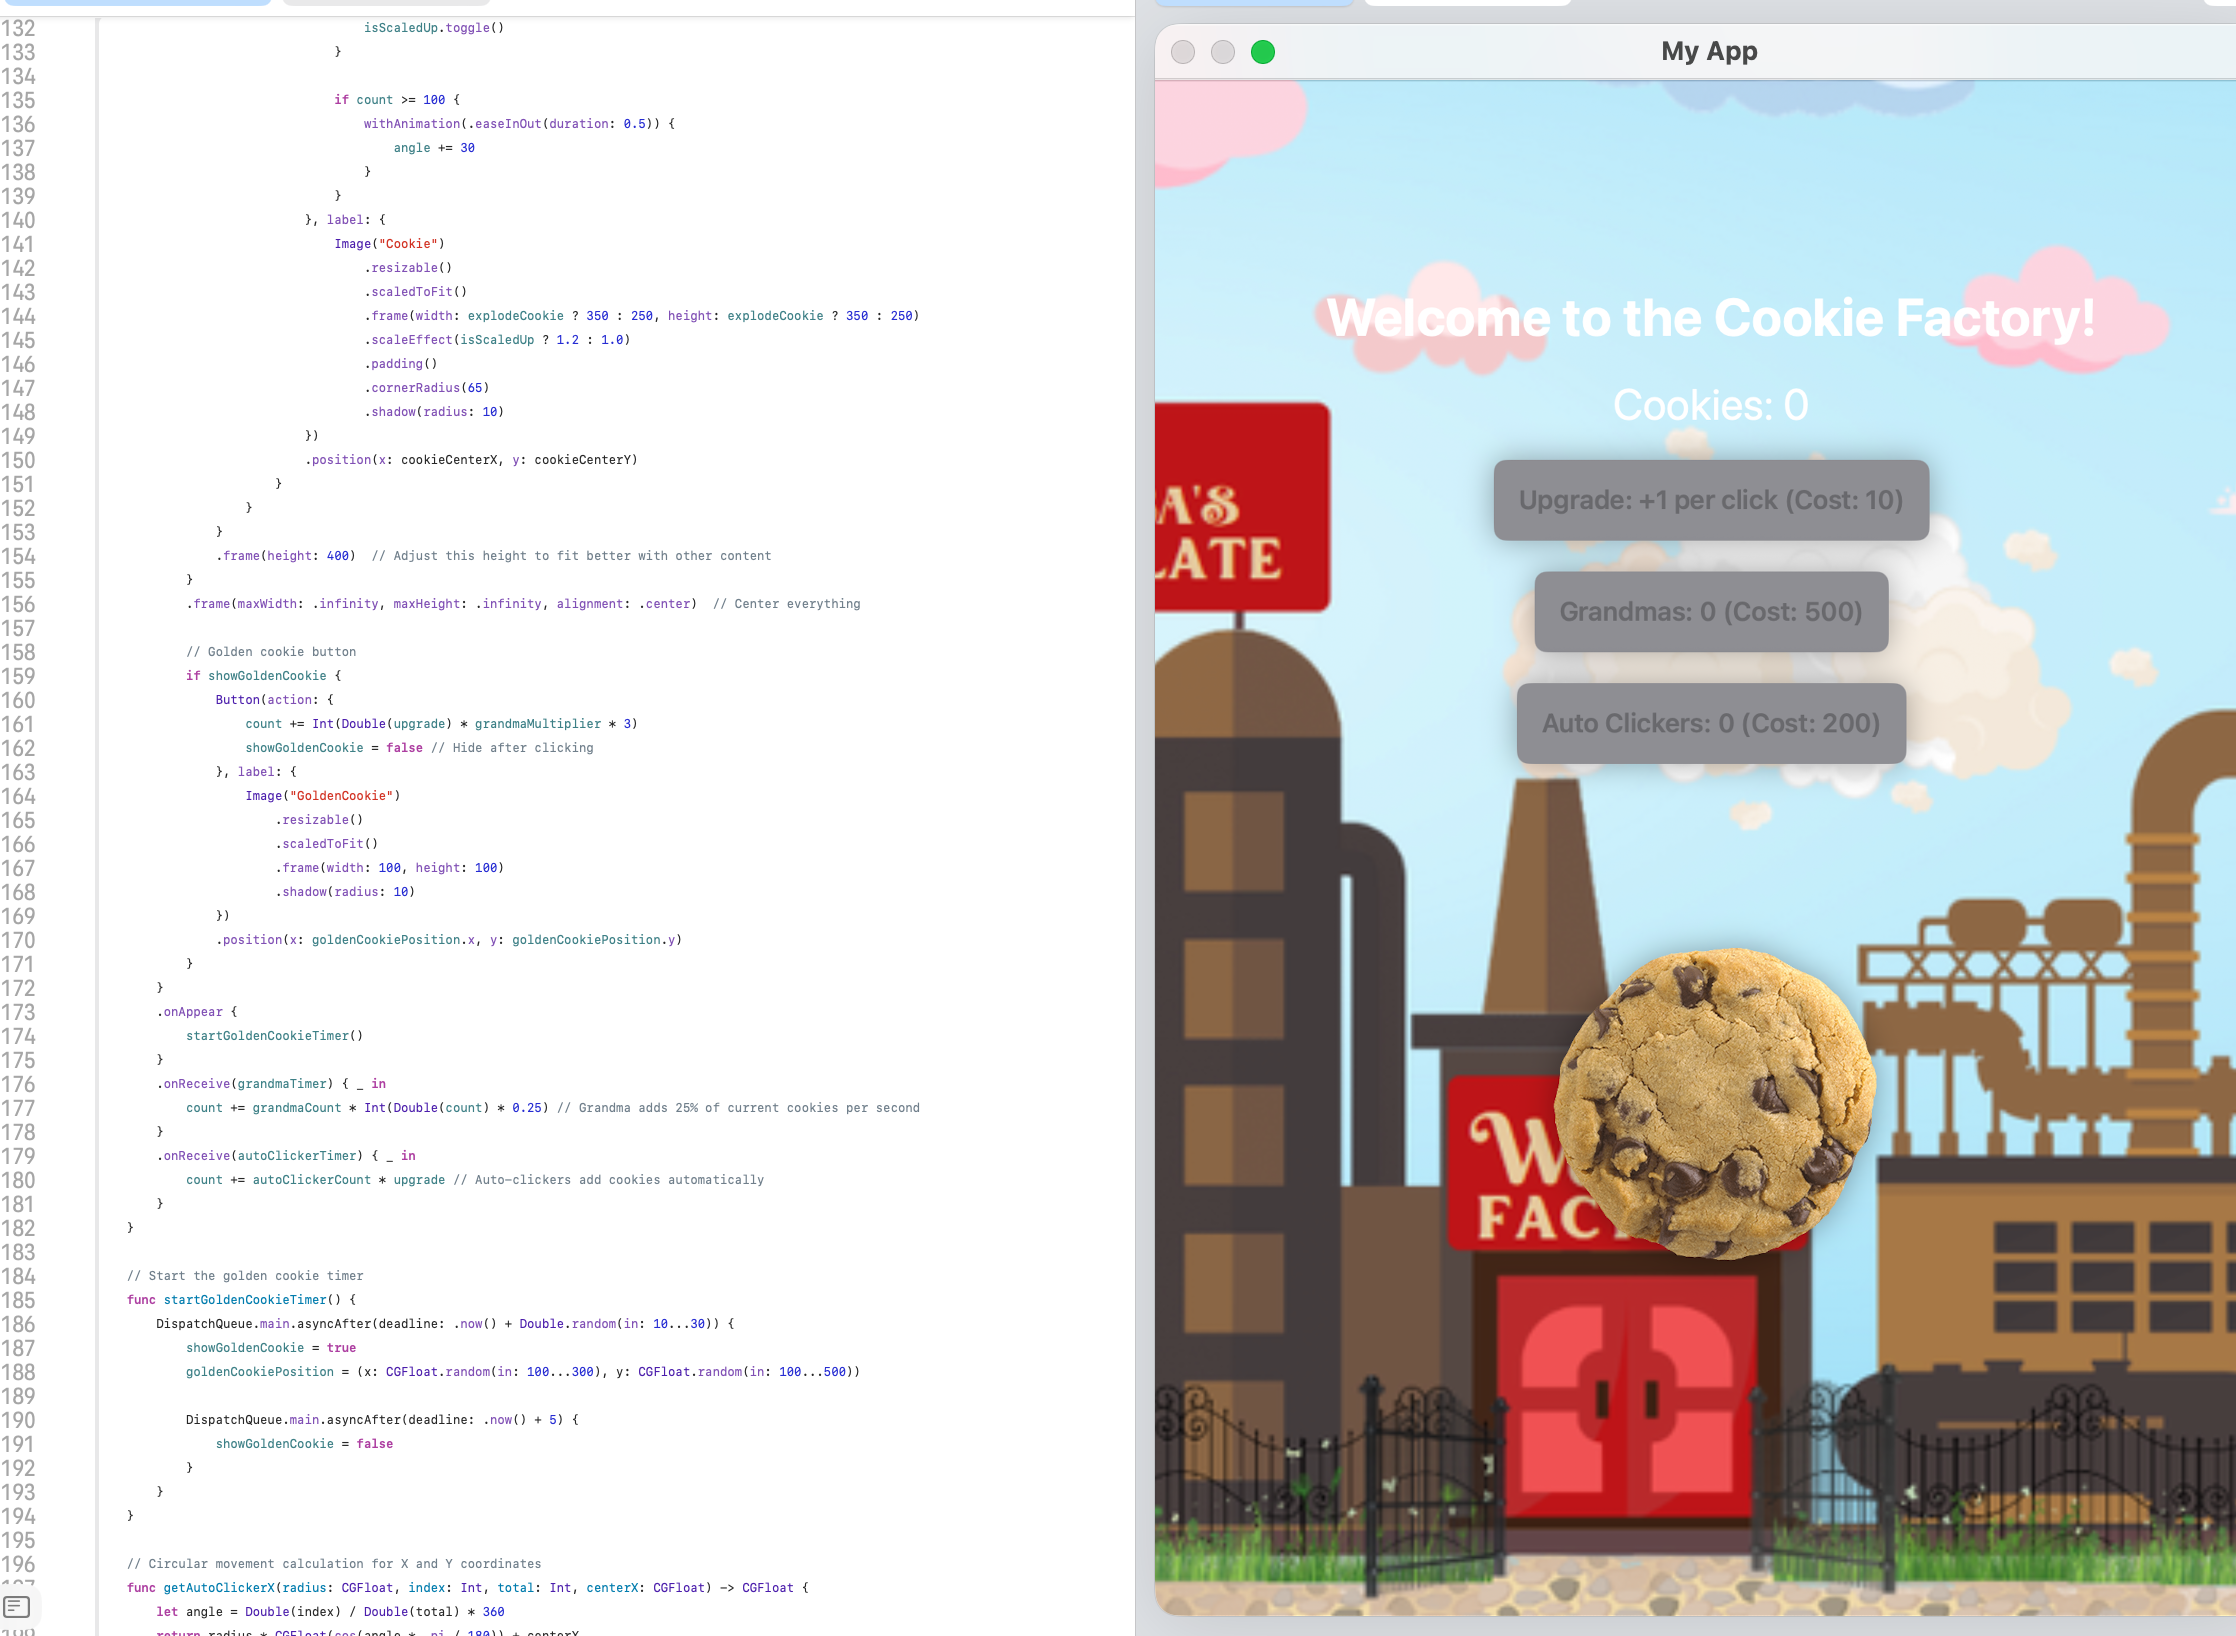 132 isScaledUp.toggle()
133 }
134
135 if count >= 100 {
136 withAnimation(.easeInOut(duration: 0.5)) {
137 angle += 30
138 }
139 }
140 }, label: {
141 Image("Cookie")
142 .resizable()
143 .scaledToFit()
144 .frame(width: explodeCookie ? 350 : 250, height: explodeCookie ? 350 : 250)
145 .scaleEffect(isScaledUp ? 1.2 : 1.0)
146 .padding()
147 .cornerRadius(65)
148 .shadow(radius: 10)
149 })
150 .position(x: cookieCenterX, y: cookieCenterY)
151 }
152 }
153 }
154 .frame(height: 400)  // Adjust this height to fit better with other content
155 }
156 .frame(maxWidth: .infinity, maxHeight: .infinity, alignment: .center)  // Center everything
157
158 // Golden cookie button
159 if showGoldenCookie {
160 Button(action: {
161 count += Int(Double(upgrade) * grandmaMultiplier * 3)
162 showGoldenCookie = false // Hide after clicking
163 }, label: {
164 Image("GoldenCookie")
165 .resizable()
166 .scaledToFit()
167 .frame(width: 100, height: 100)
168 .shadow(radius: 10)
169 })
170 .position(x: goldenCookiePosition.x, y: goldenCookiePosition.y)
171 }
172 }
173 .onAppear {
174 startGoldenCookieTimer()
175 }
176 .onReceive(grandmaTimer) { _ in
177 count += grandmaCount * Int(Double(count) * 0.25) // Grandma adds 25% of current cookies per second
178 }
179 .onReceive(autoClickerTimer) { _ in
180 count += autoClickerCount * upgrade // Auto-clickers add cookies automatically
181 }
182 }
183
184 // Start the golden cookie timer
185 func startGoldenCookieTimer() {
186 DispatchQueue.main.asyncAfter(deadline: .now() + Double.random(in: 10...30)) {
187 showGoldenCookie = true
188 goldenCookiePosition = (x: CGFloat.random(in: 100...300), y: CGFloat.random(in: 100...500))
189
190 DispatchQueue.main.asyncAfter(deadline: .now() + 5) {
191 showGoldenCookie = false
192 }
193 }
194 }
195
196 // Circular movement calculation for X and Y coordinates
func getAutoClickerX(radius: CGFloat, index: Int, total: Int, centerX: CGFloat) -> CGFloat {
let angle = Double(index) / Double(total) * 360
return radius * CGFloat(cos(angle * .pi / 180)) + centerX
My App
Welcome to the Cookie Factory!
Cookies: 0
Upgrade: +1 per click (Cost: 10)
Grandmas: 0 (Cost: 500)
Auto Clickers: 0 (Cost: 200)
A'S
LATE
W
FAC